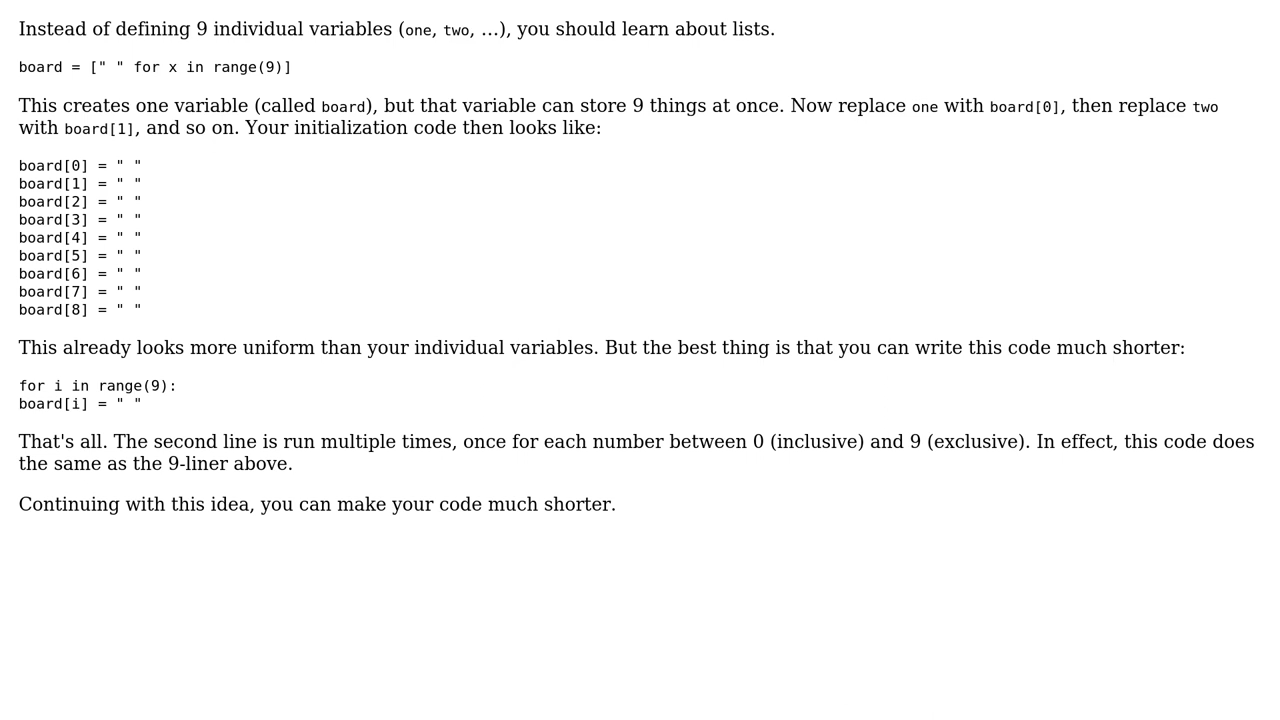 Instead of defining 9 individual variables (one, two, ...), you should learn about lists.
board = [" " for x in range(9)]
This creates one variable (called board), but that variable can store 9 things at once. Now replace one with board[0], then replace two
with board[1], and so on. Your initialization code then looks like:
board[0] = " "
board[1] = " "
board[2] = " "
board[3] = " "
board[4] = " "
board[5] = " "
board[6] = " "
board[7] = " "
board[8] = " "
This already looks more uniform than your individual variables. But the best thing is that you can write this code much shorter:
for i in range(9):
board[i] = " "
That's all. The second line is run multiple times, once for each number between 0 (inclusive) and 9 (exclusive). In effect, this code does
the same as the 9-liner above.
Continuing with this idea, you can make your code much shorter.